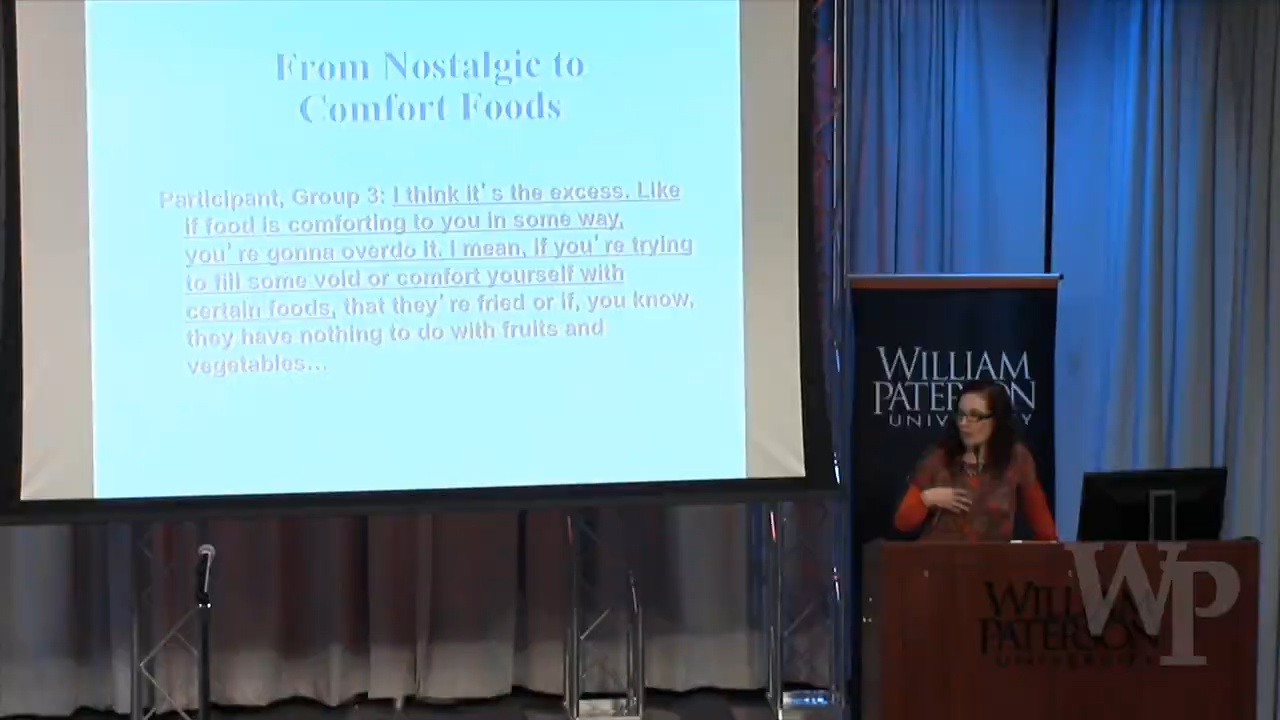 From Nostalgic to
Comfort Foods
Participant, Group 3: I think it's the excess. Like
if food is comforting to you in some way,
you're gonna overdo it. I mean, if you're trying
to fill some void or comfort yourself with
certain foods, that they're fried or if, you know,
they have nothing to do with fruits and
vegetables…
WILLIAM
PATERSON
UNIVERSITY
WILLIAM
PATERSON
UNIVERSITY
WP